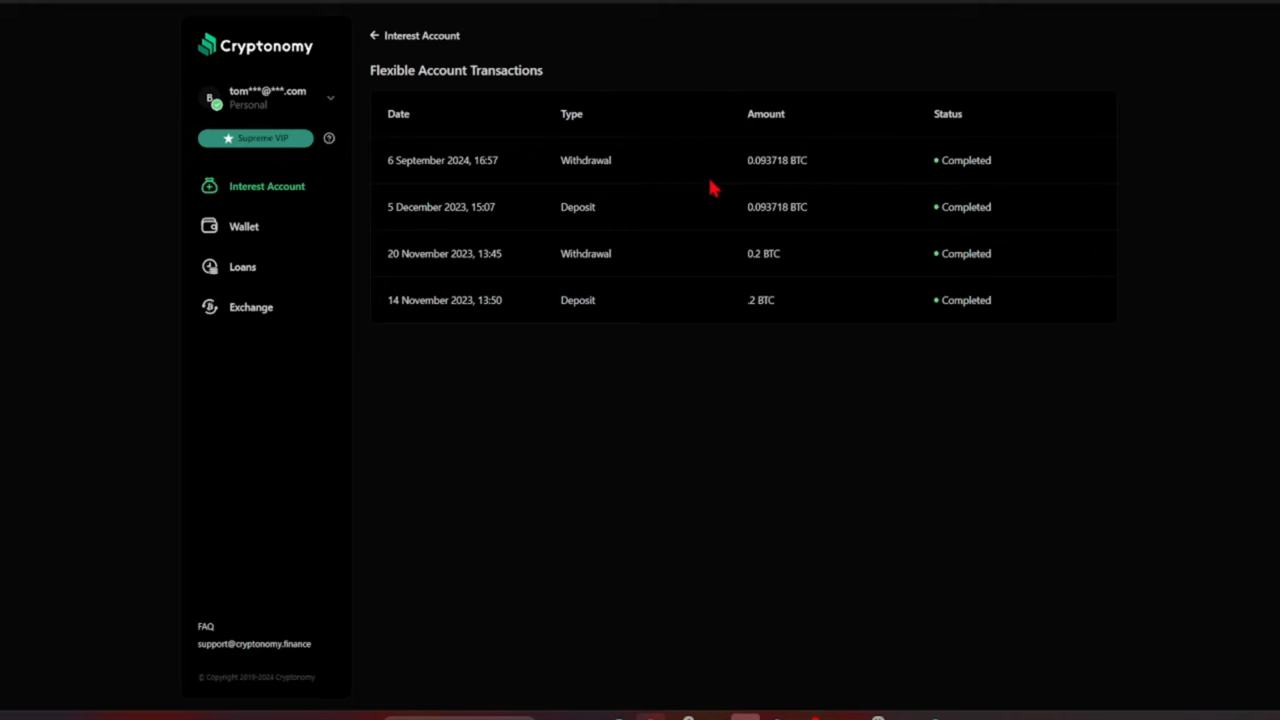 Cryptonomy
tom***@***.com
Personal
Supreme VIP
Interest Account
Wallet
Loans
Exchange
FAQ
support@cryptonomy.finance
© Copyright 2019-2024 Cryptonomy
Interest Account
Flexible Account Transactions
Date Type Amount Status
6 September 2024, 16:57 Withdrawal 0.093718 BTC Completed
5 December 2023, 15:07 Deposit 0.093718 BTC Completed
20 November 2023, 13:45 Withdrawal 0.2 BTC Completed
14 November 2023, 13:50 Deposit .2 BTC Completed